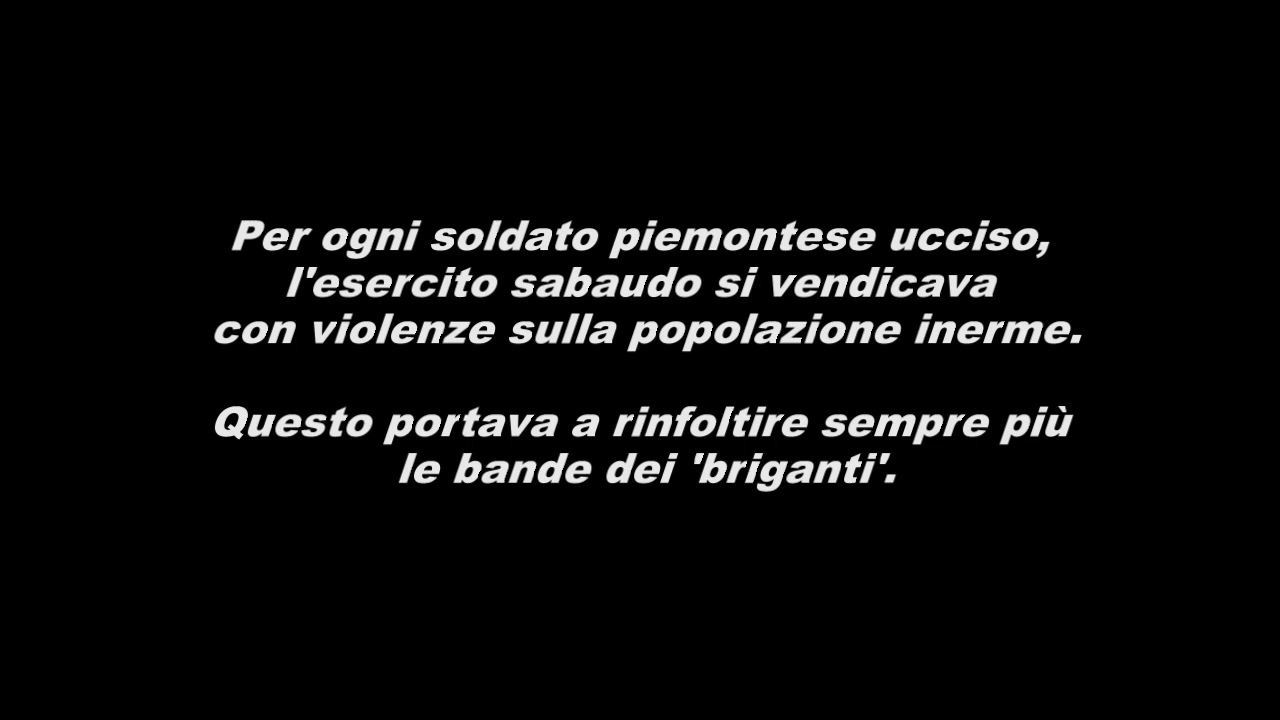 Per ogni soldato piemontese ucciso,
l'esercito sabaudo si vendicava
con violenze sulla popolazione inerme.
Questo portava a rinfoltire sempre più
le bande dei 'briganti'.